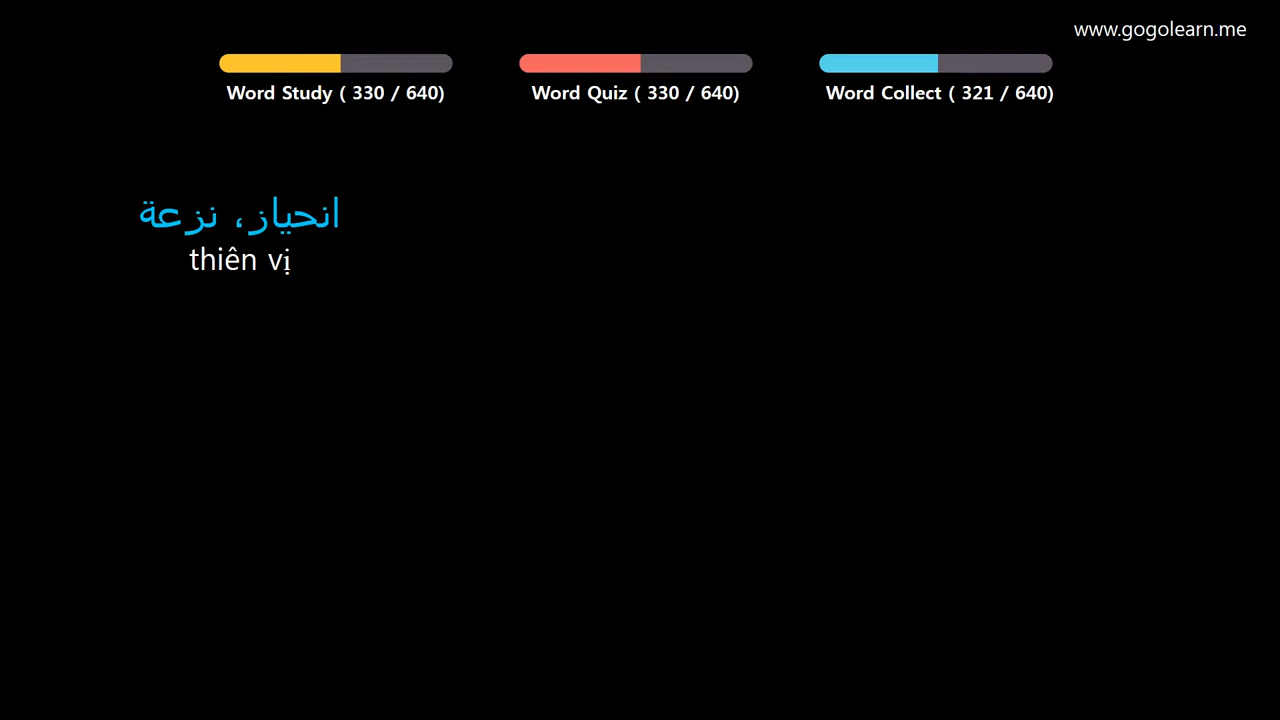 www.gogolearn.me
Word Study ( 330 / 640)
Word Quiz ( 330 / 640)
Word Collect ( 321 / 640)
انحياز، نزعة
thiên vị